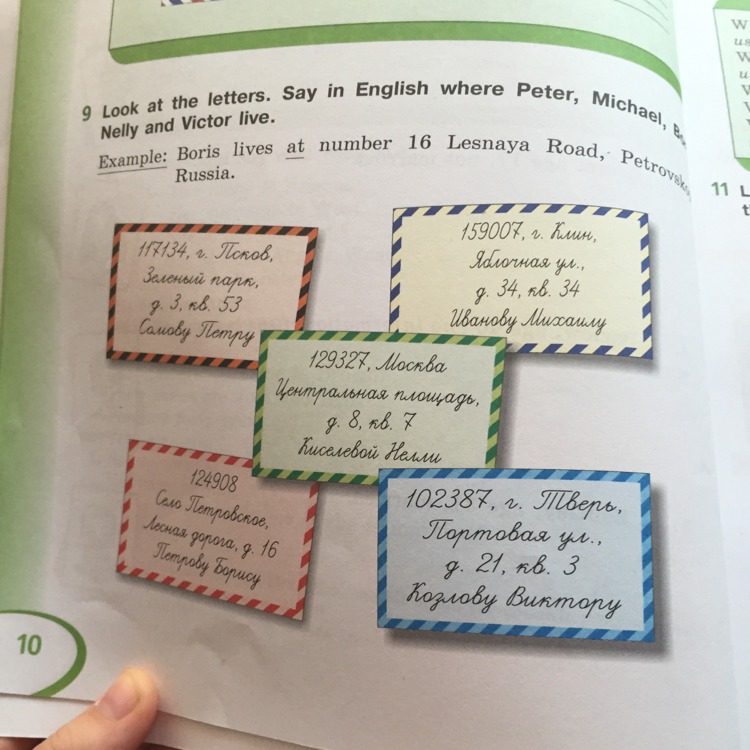 9 Look at the letters. Say in English where Peter, Michael,
Nelly and Victor live.
Example: Boris lives at number 16 Lesnaya Road,
Russia.
117134, г. Псков,
Зеленый парк,
д. 3, кв. 53
Сомову Петру
159007, г. Клин,
Яблочная ул.,
д. 34, кв. 34
Иванову Михаилу
129327, Москва
Центральная площадь,
д. 8, кв. 7
Киселевой Нелли
124908
Село Петровское,
Лесная дорога, д. 16
Петрову Борису
102387, г. Тверь,
Портовая ул.,
д. 21, кв. 3
Козлову Виктору
10
11